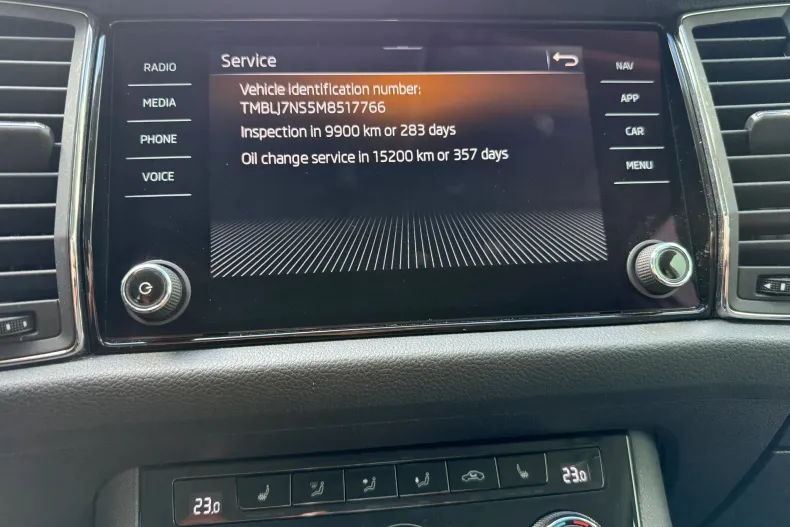 Service
RADIO
MEDIA
PHONE
VOICE
Vehicle identification number:
TMBLJ7NS5M8517766
Inspection in 9900 km or 283 days
Oil change service in 15200 km or 357 days
NAV
APP
CAR
MENU
23.0
23.0